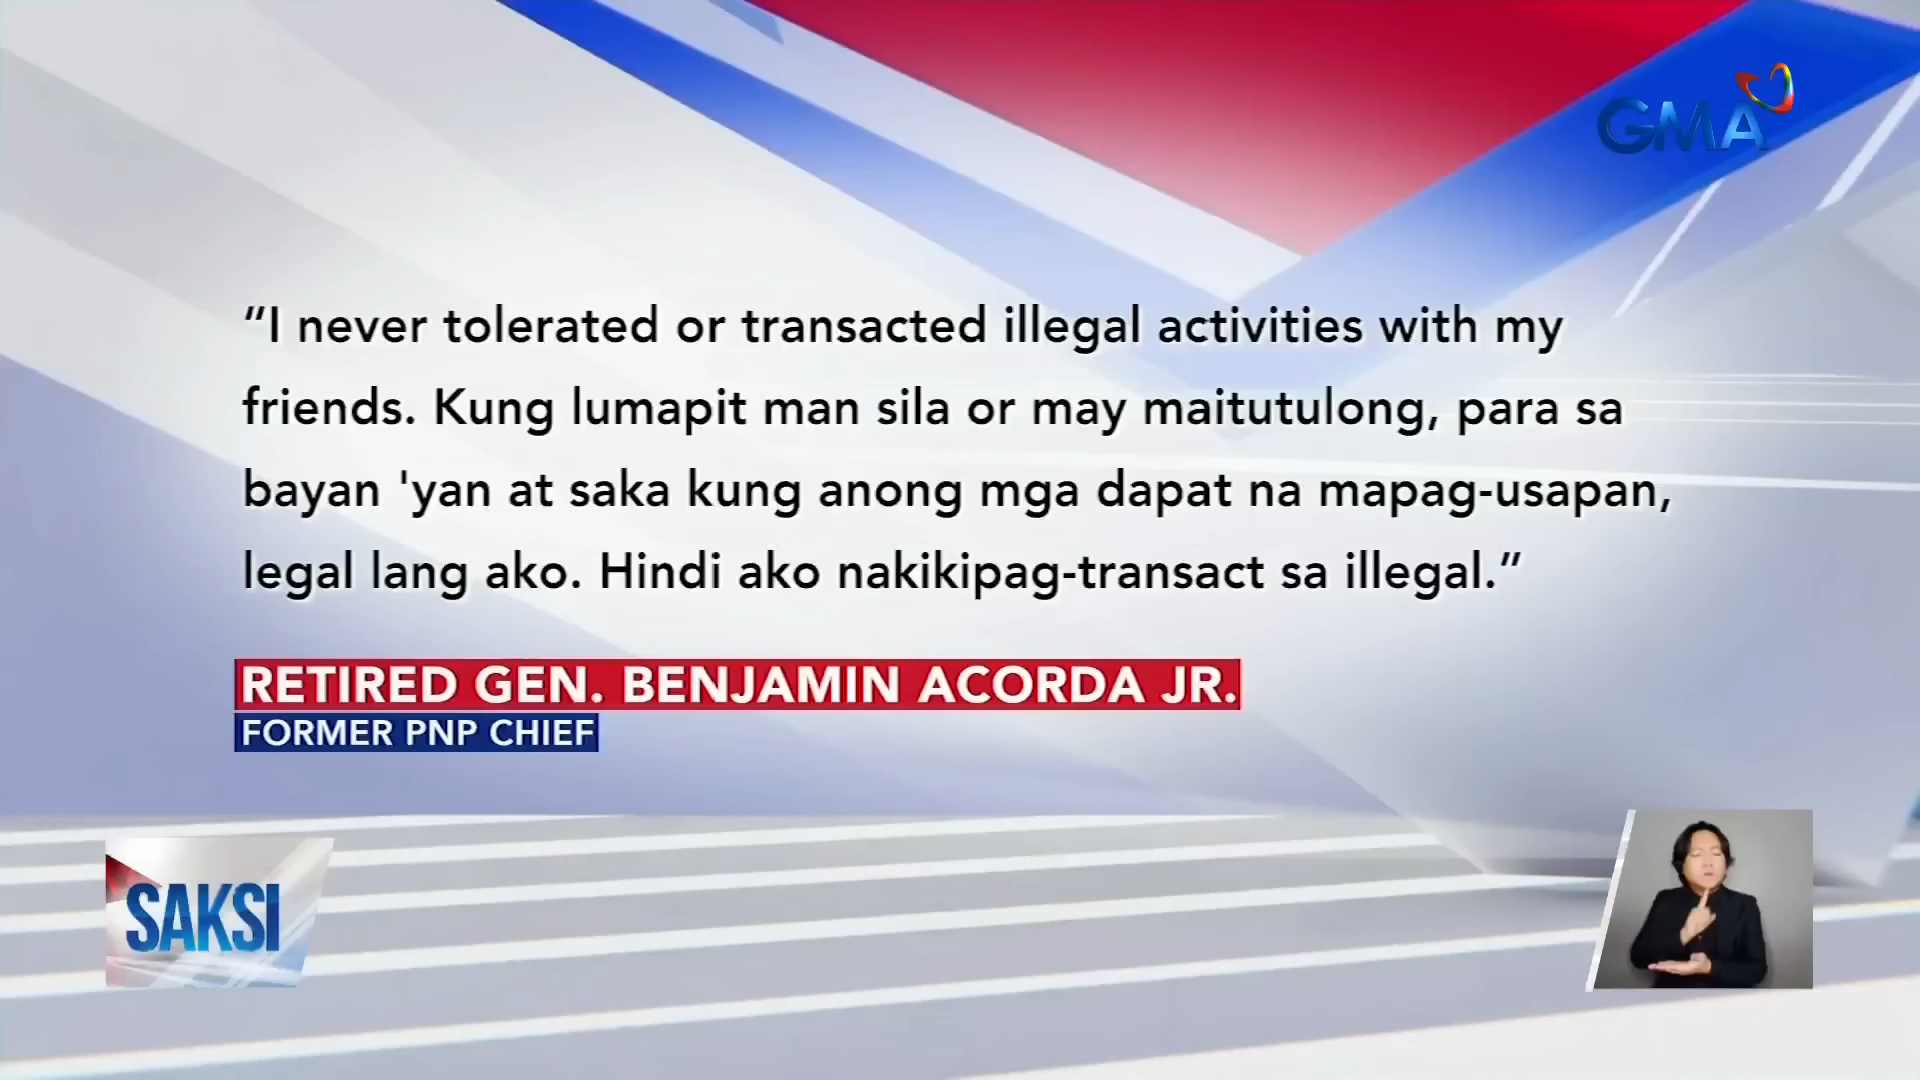 GMA
“I never tolerated or transacted illegal activities with my
friends. Kung lumapit man sila or may maitutulong, para sa
bayan 'yan at saka kung anong mga dapat na mapag-usapan,
legal lang ako. Hindi ako nakikipag-transact sa illegal.”
RETIRED GEN. BENJAMIN ACORDA JR.
FORMER PNP CHIEF
SAKSI